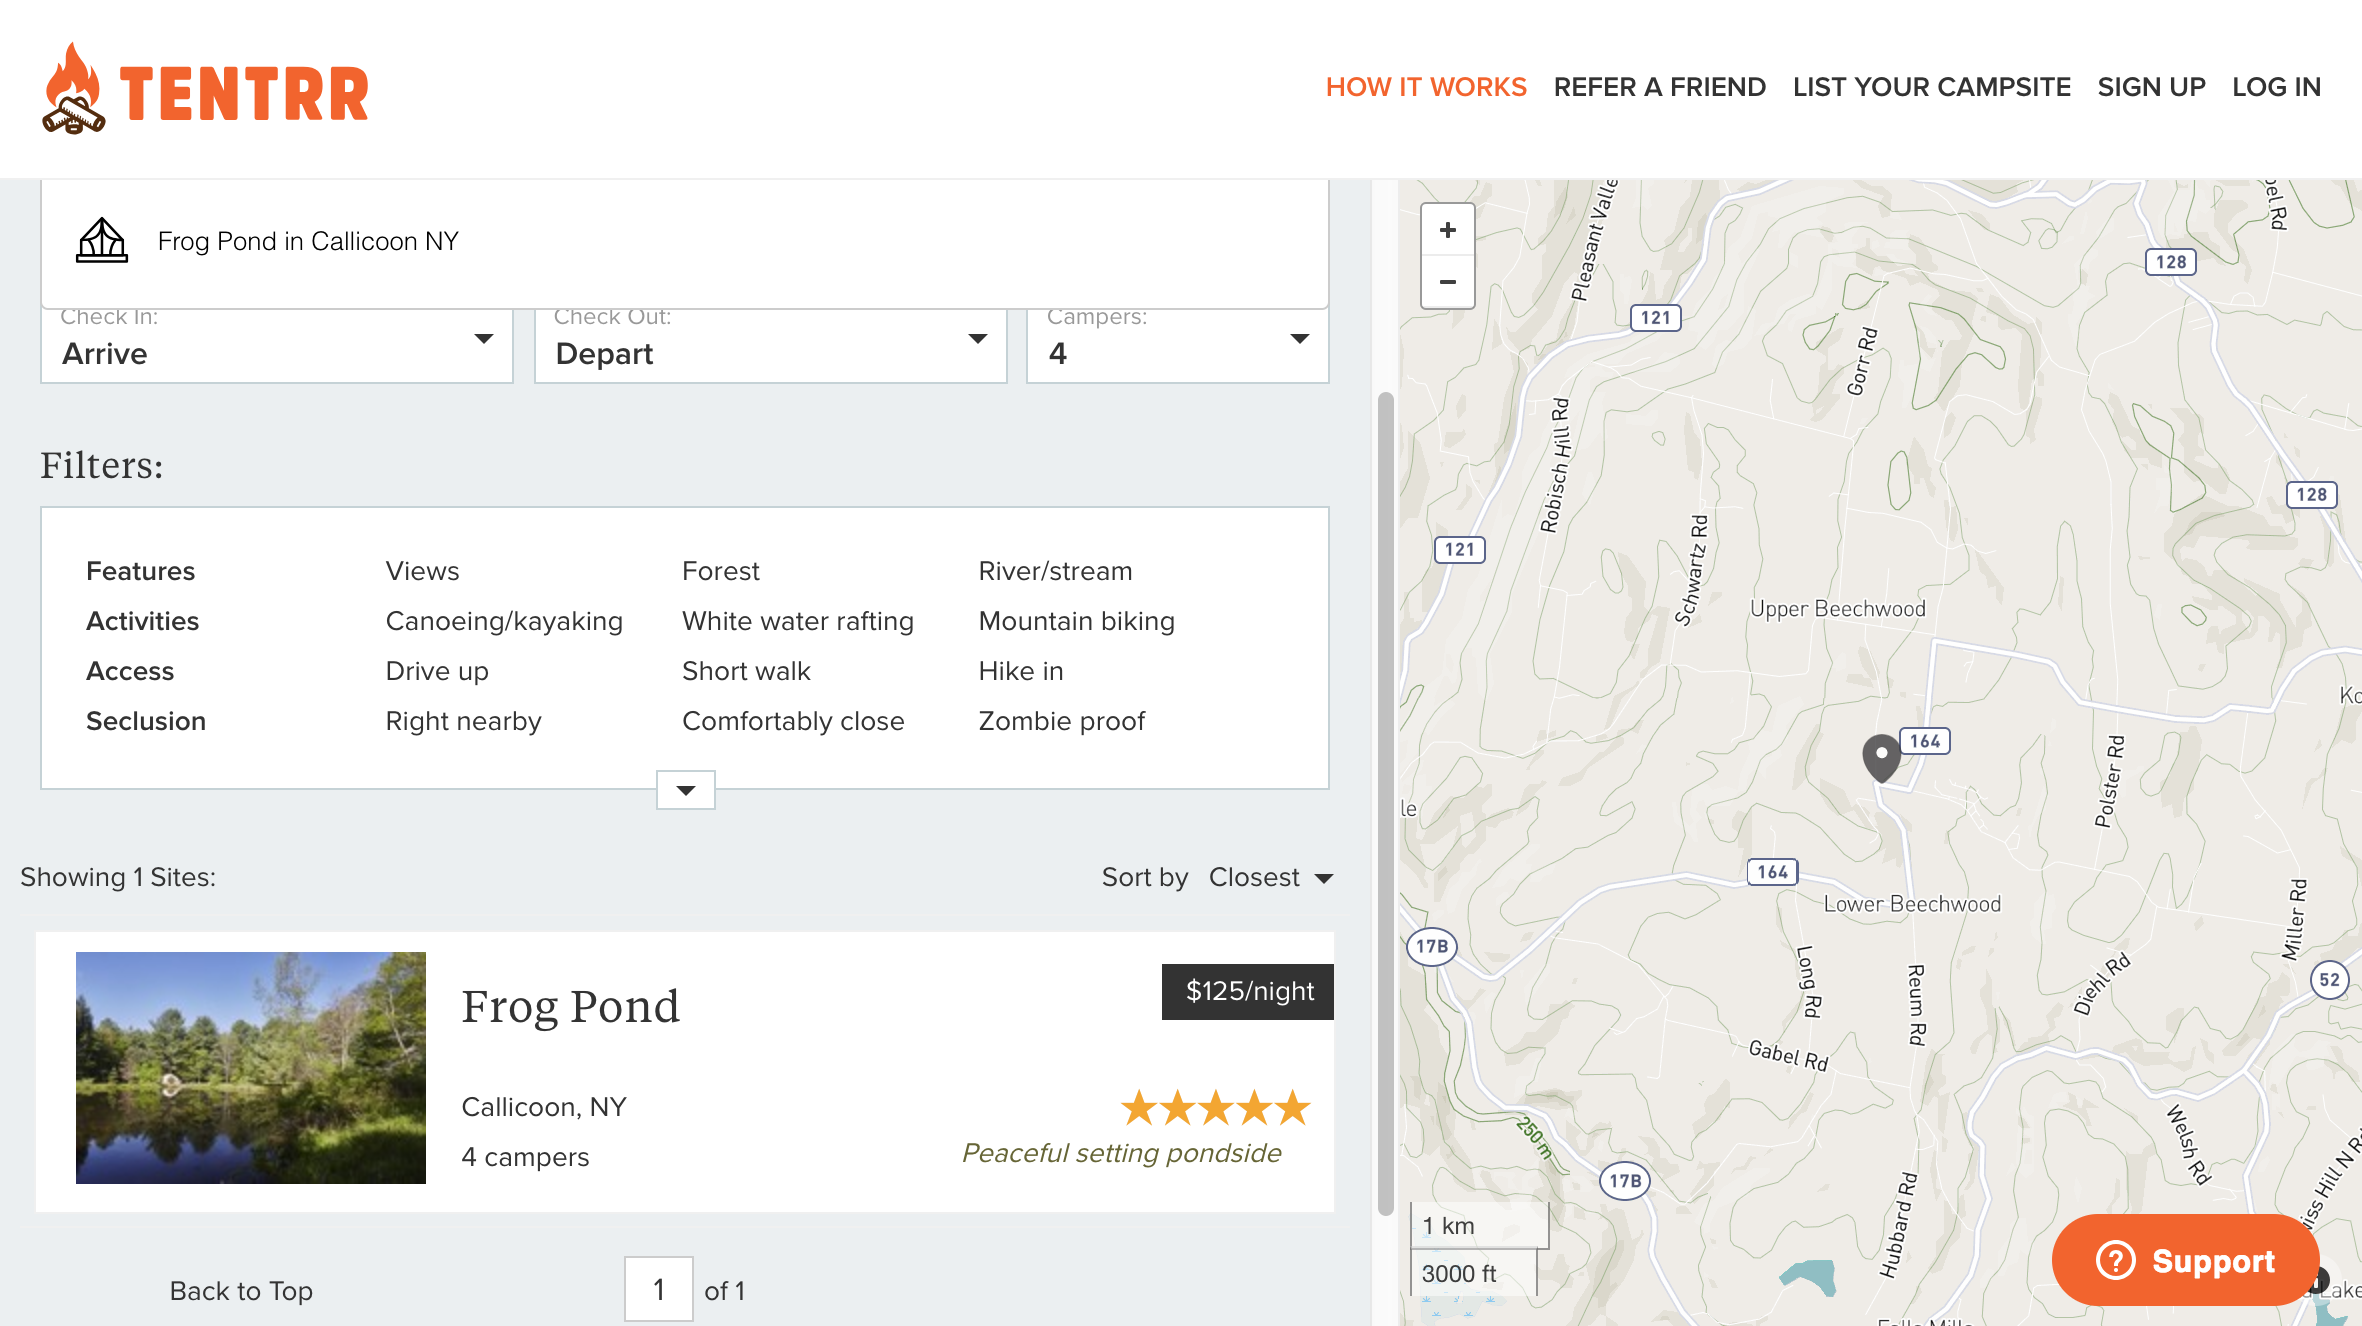 TENTRR
HOW IT WORKS
REFER A FRIEND
LIST YOUR CAMPSITE
SIGN UP
LOG IN
Frog Pond in Callicoon NY
Check In:
Arrive
Check Out:
Depart
Campers:
4
Filters:
Features Views Forest River/stream
Activities Canoeing/kayaking White water rafting Mountain biking
Access Drive up Short walk Hike in
Seclusion Right nearby Comfortably close Zombie proof
Showing 1 Sites:
Sort by Closest
Frog Pond
$125/night
Callicoon, NY
4 campers
Peaceful setting pondside
Back to Top
1 of 1
+
−
128
121
Gorr Rd
Robisch Hill Rd
128
121
Schwartz Rd
Upper Beechwood
164
Polster Rd
164
Lower Beechwood
Miller Rd
17B
52
Long Rd
Reum Rd
Diehl Rd
Gabel Rd
250 m
Welsh Rd
17B
Hubbard Rd
1 km
3000 ft
Support